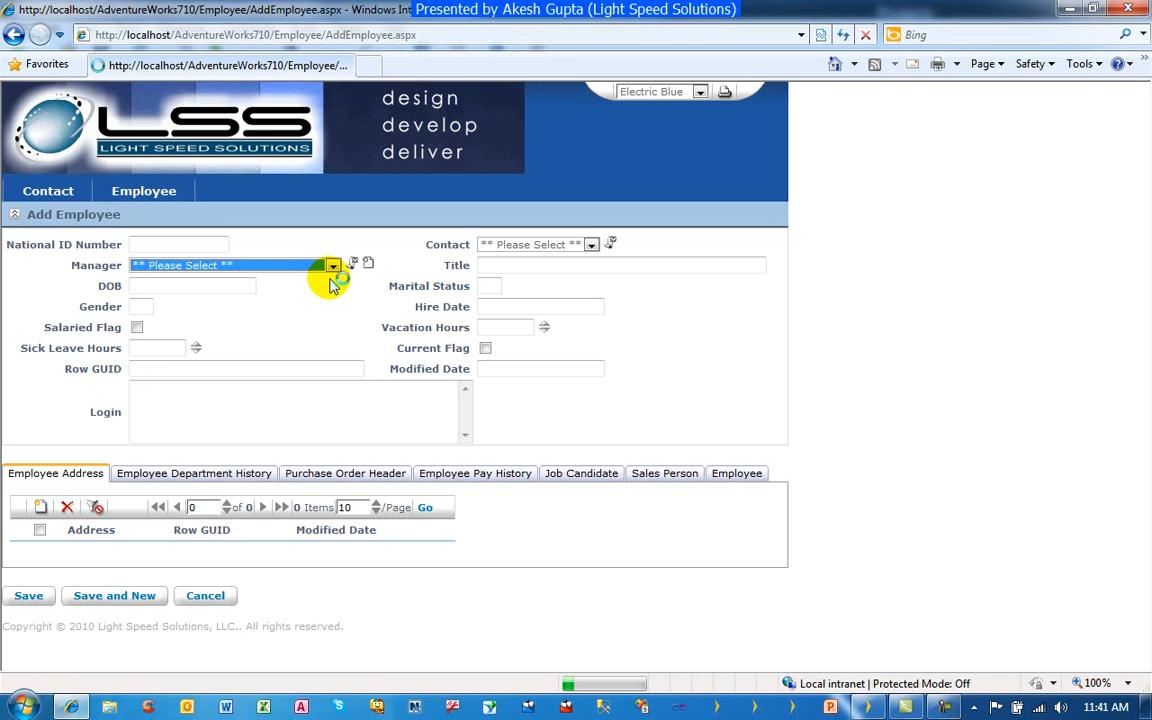 http://localhost/AdventureWorks710/Employee/AddEmployee.aspx - Windows Int
Presented by Akesh Gupta (Light Speed Solutions)
http://localhost/AdventureWorks710/Employee/AddEmployee.aspx
Bing
Favorites
http://localhost/AdventureWorks710/Employee/...
Page
Safety
Tools
LSS
LIGHT SPEED SOLUTIONS
design
develop
deliver
Electric Blue
Contact
Employee
Add Employee
National ID Number
Contact
** Please Select **
Manager
** Please Select **
Title
DOB
Marital Status
Gender
Hire Date
Salaried Flag
Vacation Hours
Sick Leave Hours
Current Flag
Row GUID
Modified Date
Login
Employee Address
Employee Department History
Purchase Order Header
Employee Pay History
Job Candidate
Sales Person
Employee
0 of 0 0 Items 10 /Page Go
Address
Row GUID
Modified Date
Save
Save and New
Cancel
Copyright © 2010 Light Speed Solutions, LLC.. All rights reserved.
Local intranet | Protected Mode: Off
100%
11:41 AM